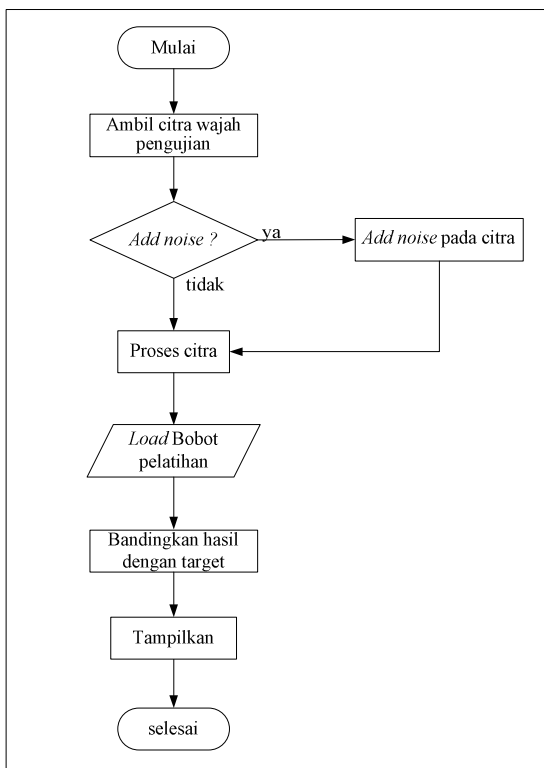 Mulai
Ambil citra wajah
pengujian
Add noise ?
ya
Add noise pada citra
tidak
Proses citra
Load Bobot
pelatihan
Bandingkan hasil
dengan target
Tampilkan
selesai